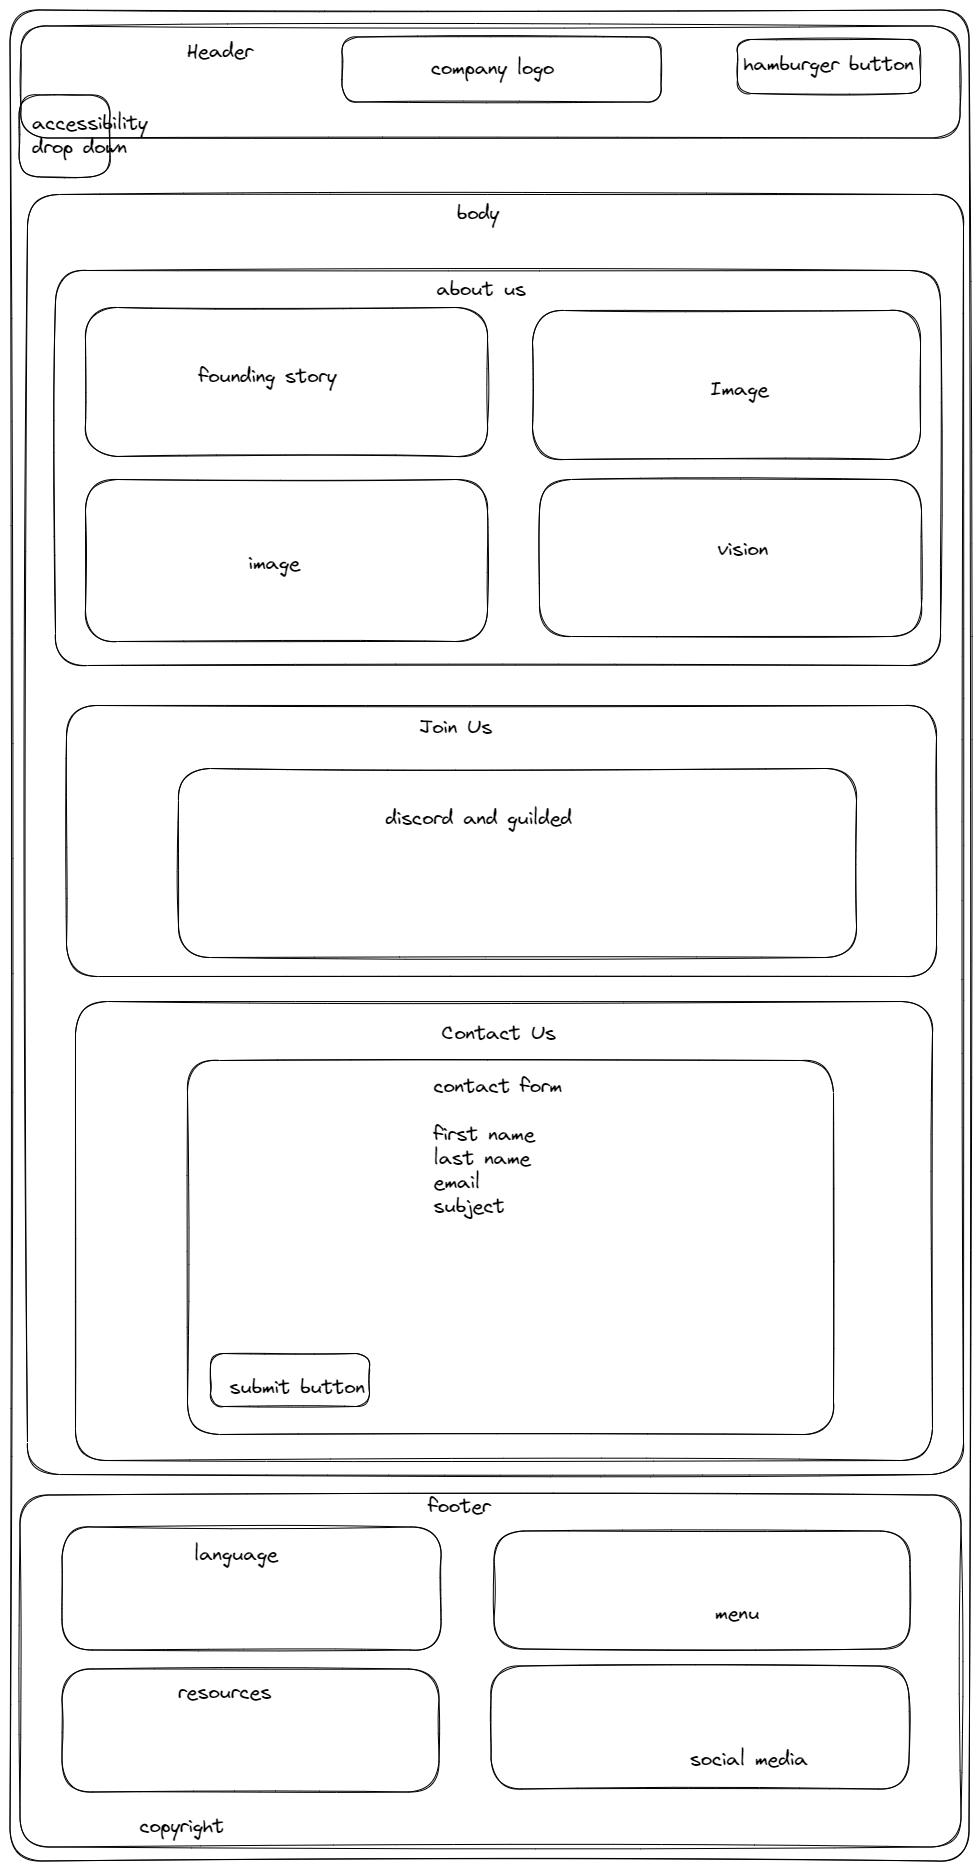 Header
company logo
hamburger button
accessibility
drop down
body
about us
founding story
Image
image
vision
Join Us
discord and guilded
Contact Us
contact form
first name
last name
email
subject
submit button
footer
language
menu
resources
social media
copyright